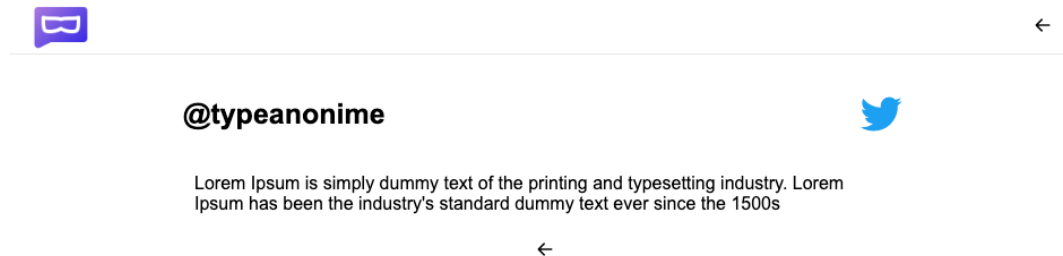 @typeanonime
Lorem Ipsum is simply dummy text of the printing and typesetting industry. Lorem
Ipsum has been the industry's standard dummy text ever since the 1500s